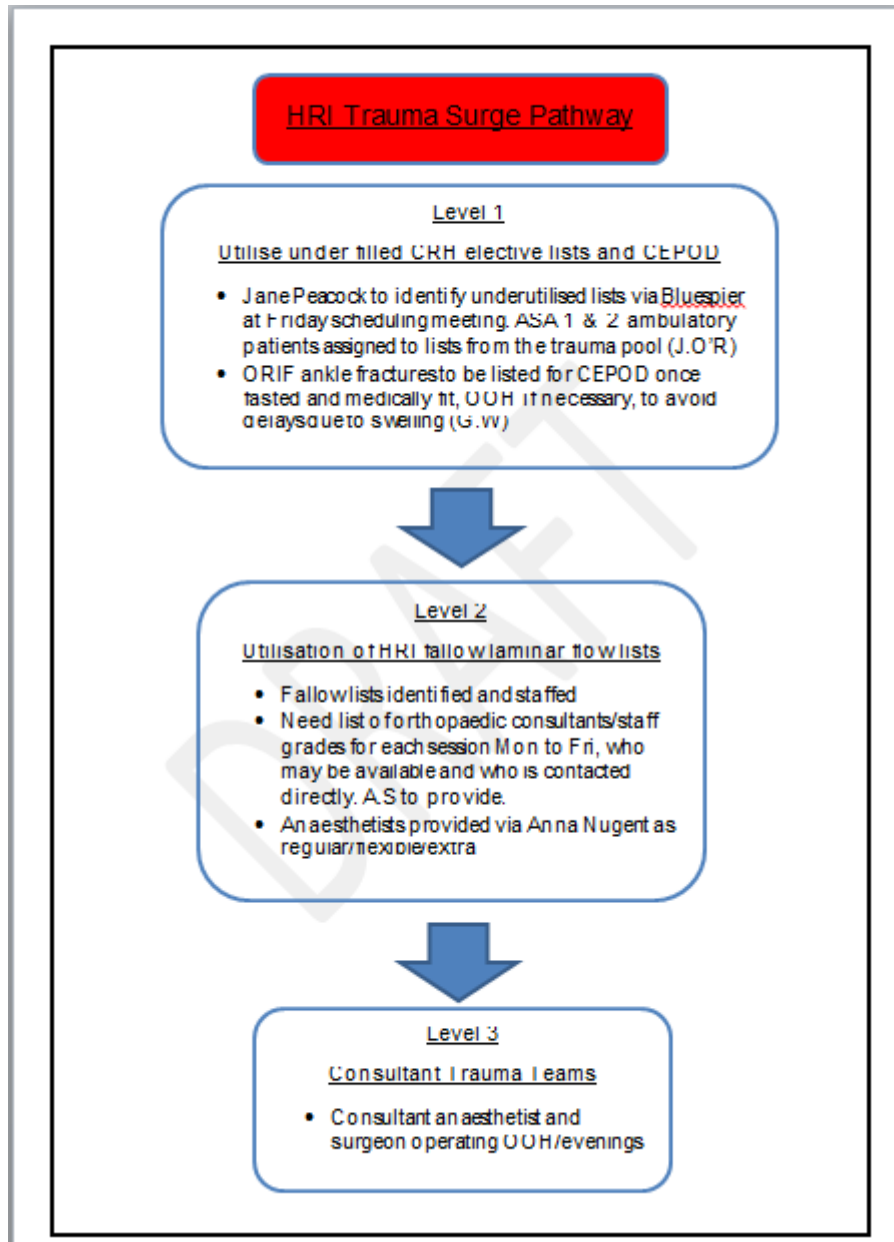 HRI Trauma Surge Pathway
Level 1
Utilise under filled CRH elective lists and CEPOD
• Jane Peacock to identify underutilised lists via Bluespier
at Friday scheduling meeting. ASA 1 & 2 ambulatory
patients assigned to lists from the trauma pool (J.O'R)
• ORIF ankle fractures to be listed for CEPOD once
fasted and medically fit, OOH if necessary, to avoid
delays due to swelling (G.W)
Level 2
Utilisation of HRI fallow laminar flow lists
• Fallow lists identified and staffed
• Need list of orthopaedic consultants/staff
grades for each session Mon to Fri, who
may be available and who is contacted
directly. A.S to provide.
• Anaesthetists provided via Anna Nugent as
regular/flexible/extra
Level 3
Consultant Trauma Teams
• Consultant anaesthetist and
surgeon operating OOH/evenings
DRAFT